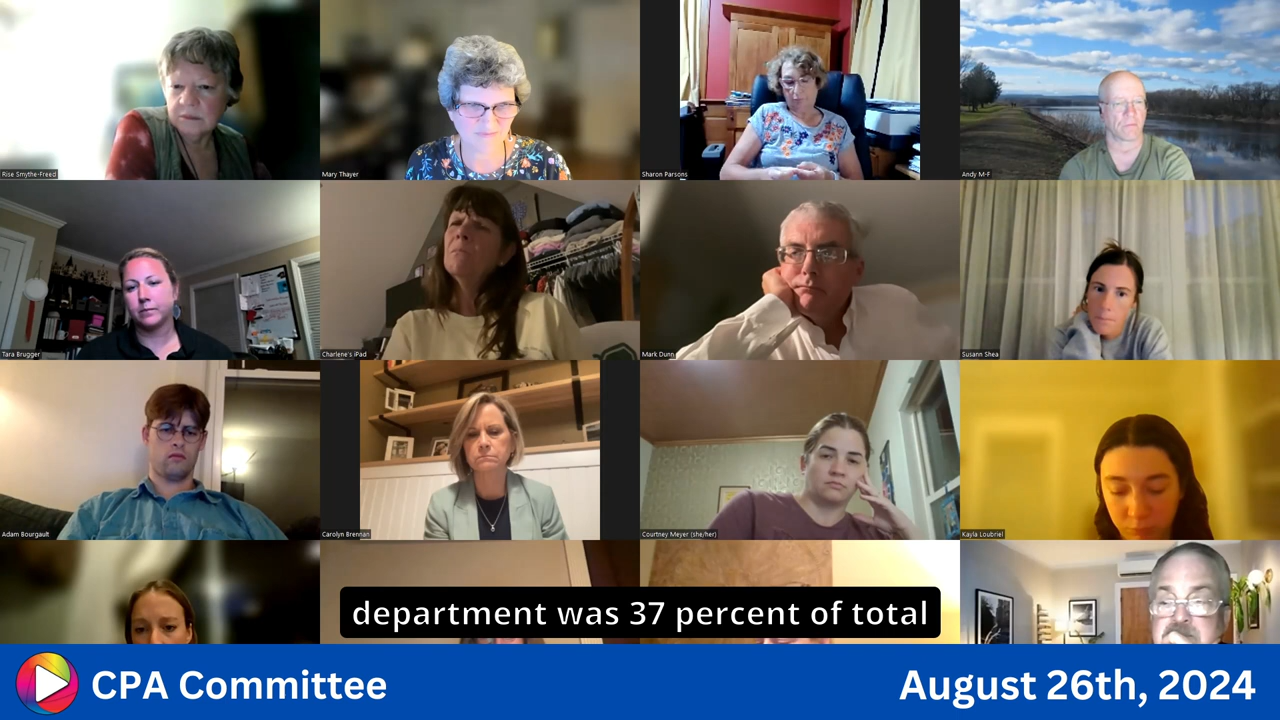 Rise Smythe-Freed
Mary Thayer
Sharon Parsons
Andy M-F
Tara Brugger
Charlene's iPad
Mark Dunn
Susann Shea
Adam Bourgault
Carolyn Brennan
Courtney Meyer (she/her)
Kayla Loubriel
department was 37 percent of total
CPA Committee
August 26th, 2024